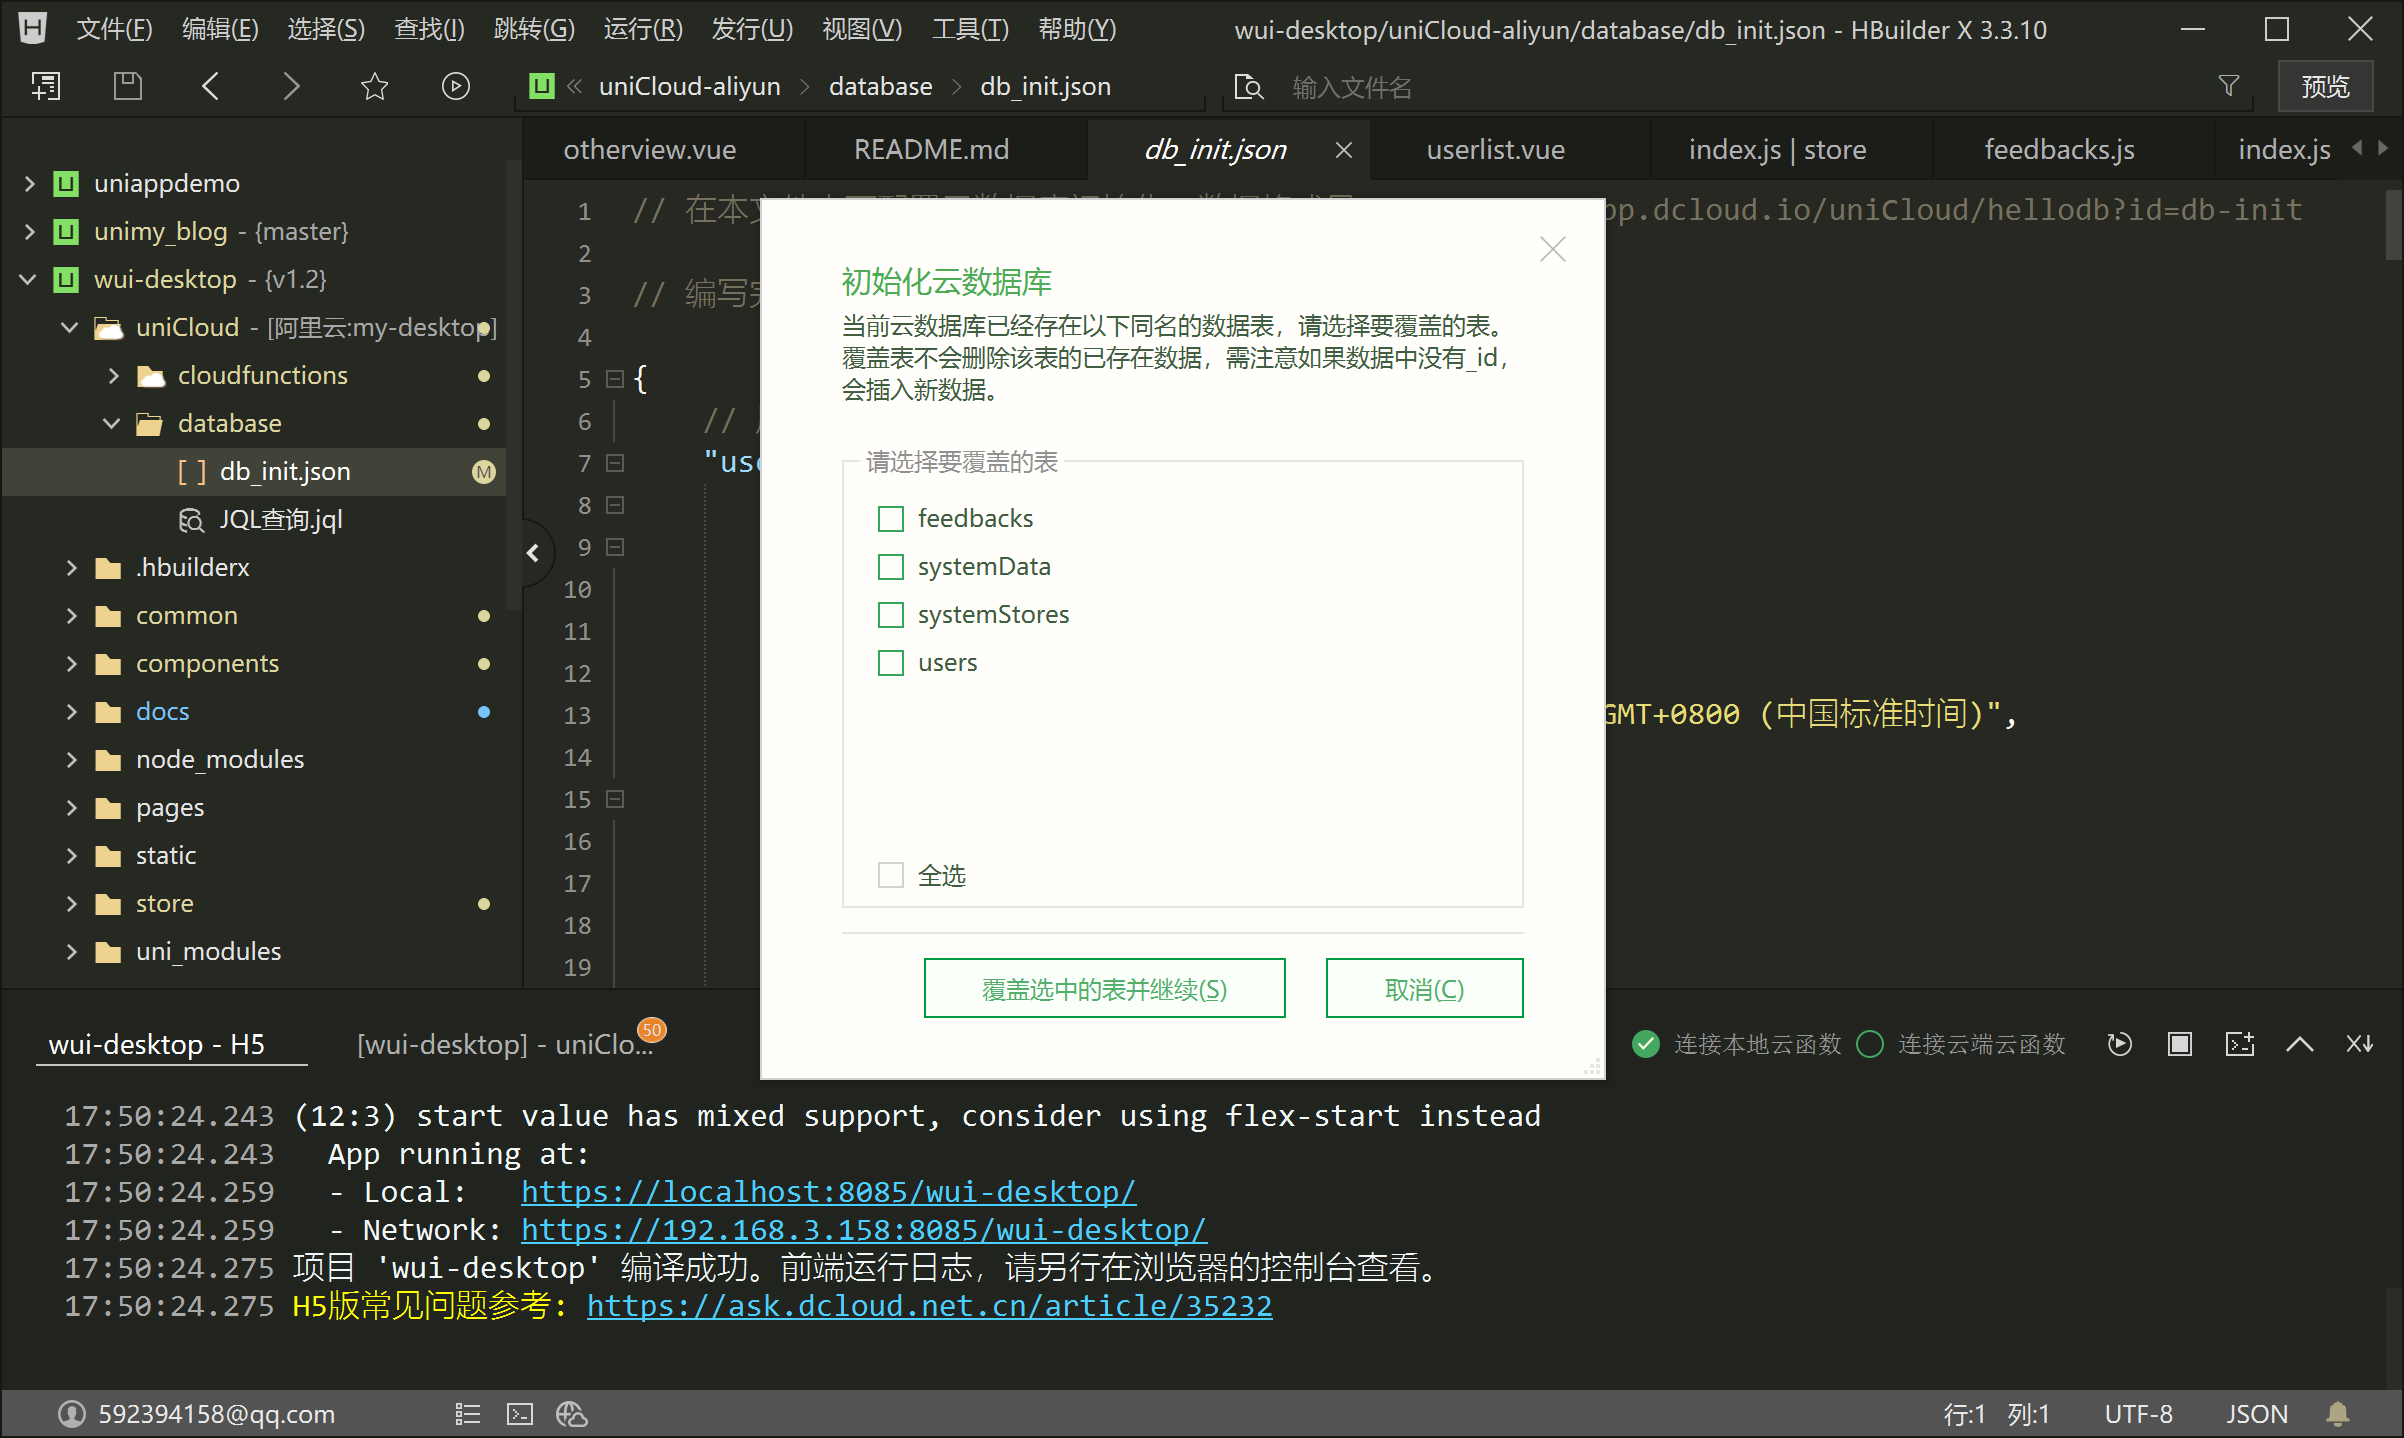 文件(F) 编辑(E) 选择(S) 查找(I) 跳转(G) 运行(R) 发行(U) 视图(V) 工具(T) 帮助(Y) wui-desktop/uniCloud-aliyun/database/db_init.json - HBuilder X 3.3.10
uniCloud-aliyun database db_init.json 输入文件名 预览
otherview.vue README.md db_init.json userlist.vue index.js | store feedbacks.js index.js
uniappdemo
unimy_blog - {master}
wui-desktop - {v1.2}
uniCloud - [阿里云:my-desktop]
cloudfunctions
database
[ ] db_init.json M
JQL查询.jql
.hbuilderx
common
components
docs
node_modules
pages
static
store
uni_modules
1 // 在本 pp.dcloud.io/uniCloud/hellodb?id=db-init
2
3 // 编写
4
5 {
6 //
7 "us
8
9
10
11
12
13 GMT+0800 (中国标准时间)",
14
15
16
17
18
19
初始化云数据库
当前云数据库已经存在以下同名的数据表，请选择要覆盖的表。
覆盖表不会删除该表的已存在数据，需注意如果数据中没有_id，
会插入新数据。
请选择要覆盖的表
feedbacks
systemData
systemStores
users
全选
覆盖选中的表并继续(S) 取消(C)
wui-desktop - H5 [wui-desktop] - uniClo... 50 连接本地云函数 连接云端云函数
17:50:24.243 (12:3) start value has mixed support, consider using flex-start instead
17:50:24.243 App running at:
17:50:24.259 - Local: https://localhost:8085/wui-desktop/
17:50:24.259 - Network: https://192.168.3.158:8085/wui-desktop/
17:50:24.275 项目 'wui-desktop' 编译成功。前端运行日志，请另行在浏览器的控制台查看。
17:50:24.275 H5版常见问题参考: https://ask.dcloud.net.cn/article/35232
592394158@qq.com 行:1 列:1 UTF-8 JSON